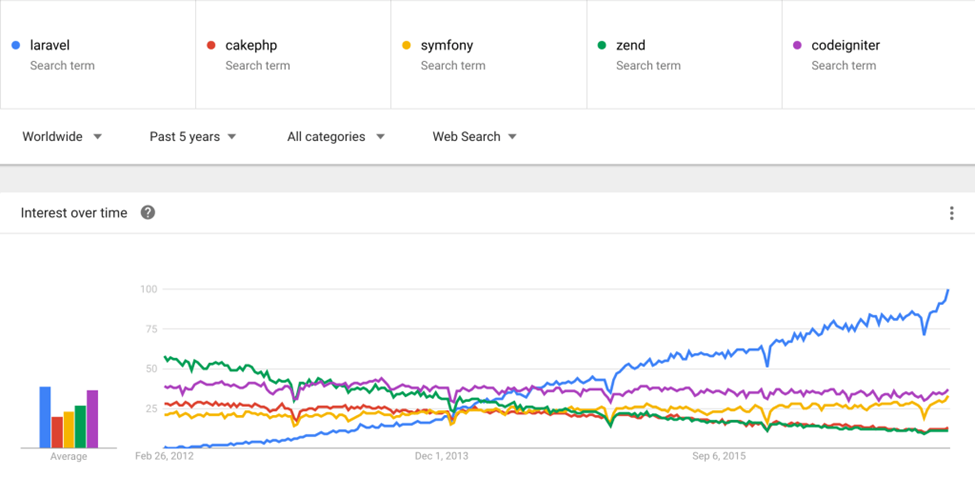 laravel
Search term
cakephp
Search term
symfony
Search term
zend
Search term
codeigniter
Search term
Worldwide
Past 5 years
All categories
Web Search
Interest over time
?
100
75
50
25
Average
Feb 26, 2012
Dec 1, 2013
Sep 6, 2015